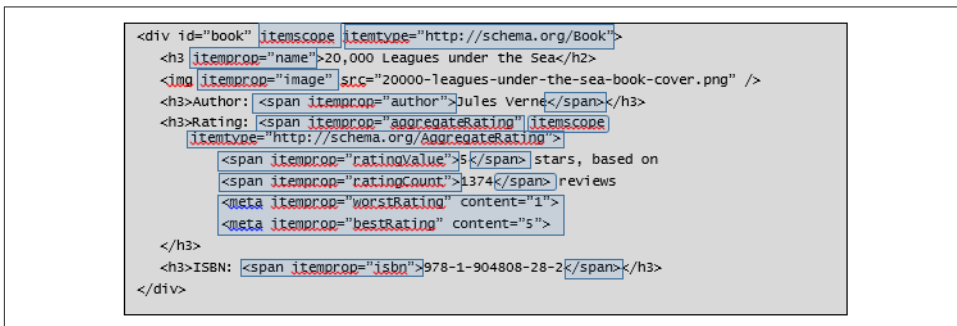 <div id="book" itemscope itemtype="http://schema.org/Book">
<h3 itemprop="name">20,000 Leagues under the Sea</h2>
<img itemprop="image" src="20000-leagues-under-the-sea-book-cover.png" />
<h3>Author: <span itemprop="author">Jules Verne</span></h3>
<h3>Rating: <span itemprop="aggregateRating" itemscope
itemtype="http://schema.org/AggregateRating">
<span itemprop="ratingValue">5</span> stars, based on
<span itemprop="ratingCount">1374</span> reviews
<meta itemprop="worstRating" content="1">
<meta itemprop="bestRating" content="5">
</h3>
<h3>ISBN: <span itemprop="isbn">978-1-904808-28-2</span></h3>
</div>